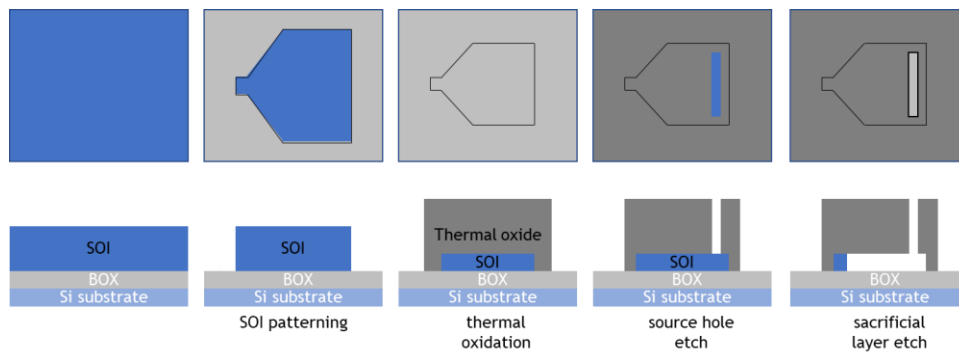 SOI
BOX
Si substrate
SOI
BOX
Si substrate
SOI patterning
Thermal oxide
SOI
BOX
Si substrate
thermal
oxidation
SOI
BOX
Si substrate
source hole
etch
BOX
Si substrate
sacrificial
layer etch